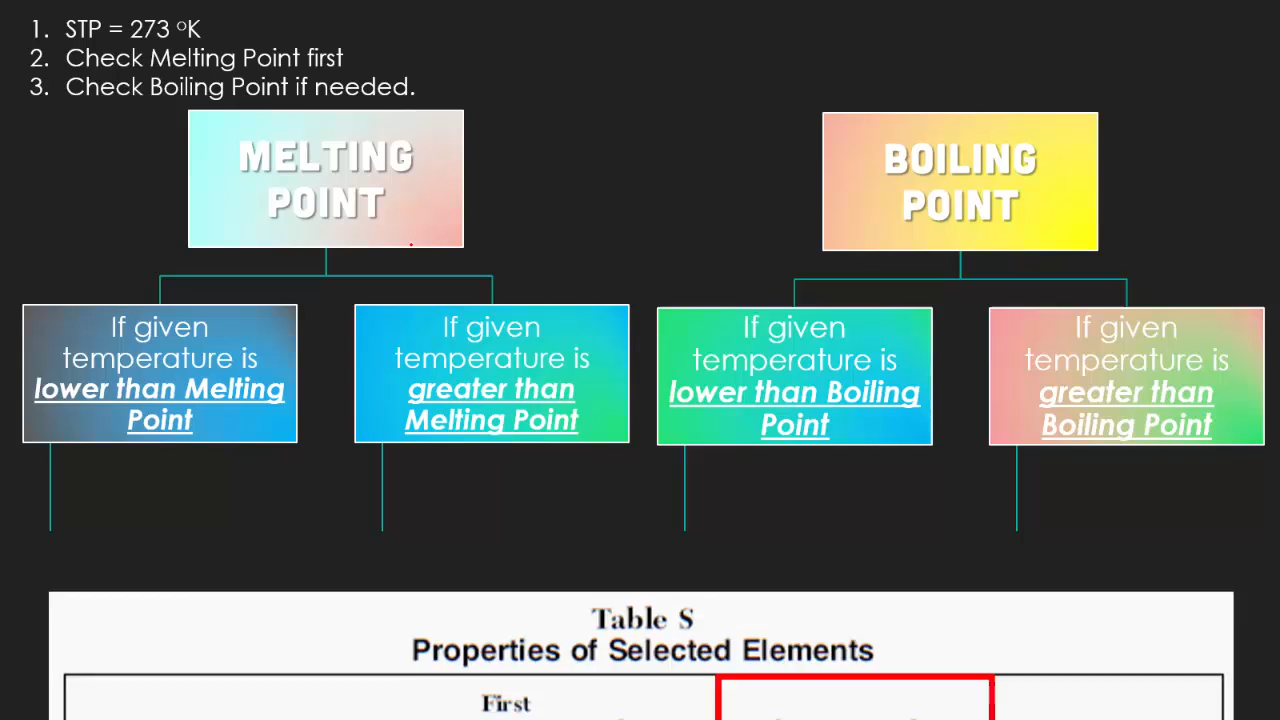 1. STP = 273 ºK
2. Check Melting Point first
3. Check Boiling Point if needed.
MELTING
POINT
BOILING
POINT
If given
temperature is
lower than Melting
Point
If given
temperature is
greater than
Melting Point
If given
temperature is
lower than Boiling
Point
If given
temperature is
greater than
Boiling Point
Table S
Properties of Selected Elements
First